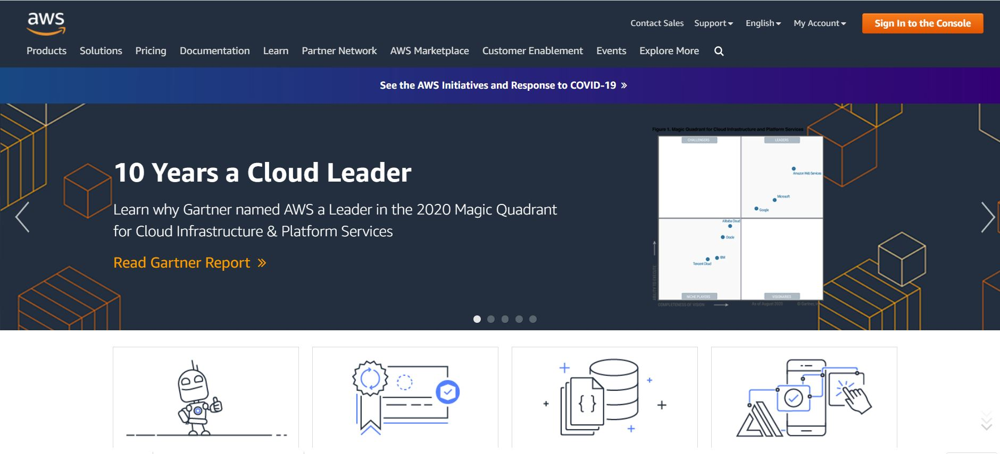 aws
Contact Sales Support English My Account Sign In to the Console
Products Solutions Pricing Documentation Learn Partner Network AWS Marketplace Customer Enablement Events Explore More
See the AWS Initiatives and Response to COVID-19 »
Figure 1. Magic Quadrant for Cloud Infrastructure and Platform Services
CHALLENGERS LEADERS
10 Years a Cloud Leader
Amazon Web Services
Learn why Gartner named AWS a Leader in the 2020 Magic Quadrant
for Cloud Infrastructure & Platform Services
Read Gartner Report »
Microsoft
Google
Alibaba Cloud
Oracle
IBM
Tencent Cloud
ABILITY TO EXECUTE
NICHE PLAYERS VISIONARIES
COMPLETENESS OF VISION
As of August 2020 © Gartner, Inc
{ }